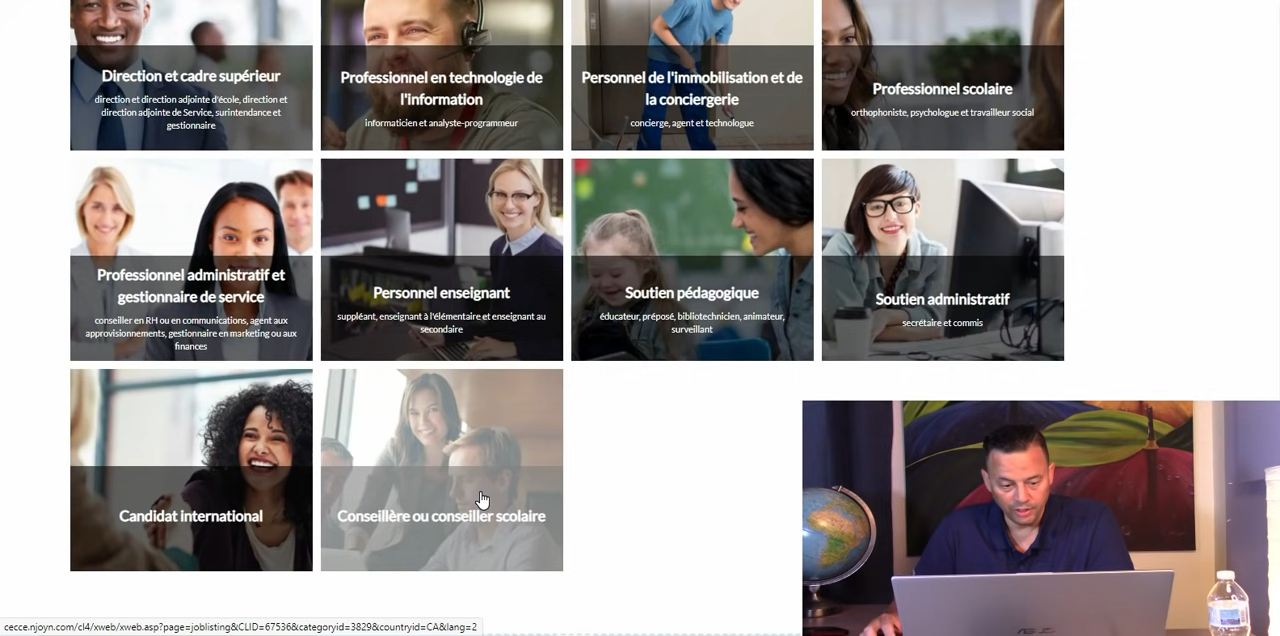 Direction et cadre supérieur
direction et direction adjointe d'école, direction et
direction adjointe de Service, surintendance et
gestionnaire
Professionnel en technologie de
l'information
informaticien et analyste-programmeur
Personnel de l'immobilisation et de
la conciergerie
concierge, agent et technologue
Professionnel scolaire
orthophoniste, psychologue et travailleur social
Professionnel administratif et
gestionnaire de service
conseiller en RH ou en communications, agent aux
approvisionnements, gestionnaire en marketing ou aux
finances
Personnel enseignant
suppléant, enseignant à l'élémentaire et enseignant au
secondaire
Soutien pédagogique
éducateur, préposé, bibliotechnicien, animateur,
surveillant
Soutien administratif
secrétaire et commis
Candidat international
Conseillère ou conseiller scolaire
cecce.njoyn.com/cl4/xweb/xweb.asp?page=joblisting&CLID=67536&categoryid=3829&countryid=CA&lang=2
ASUS